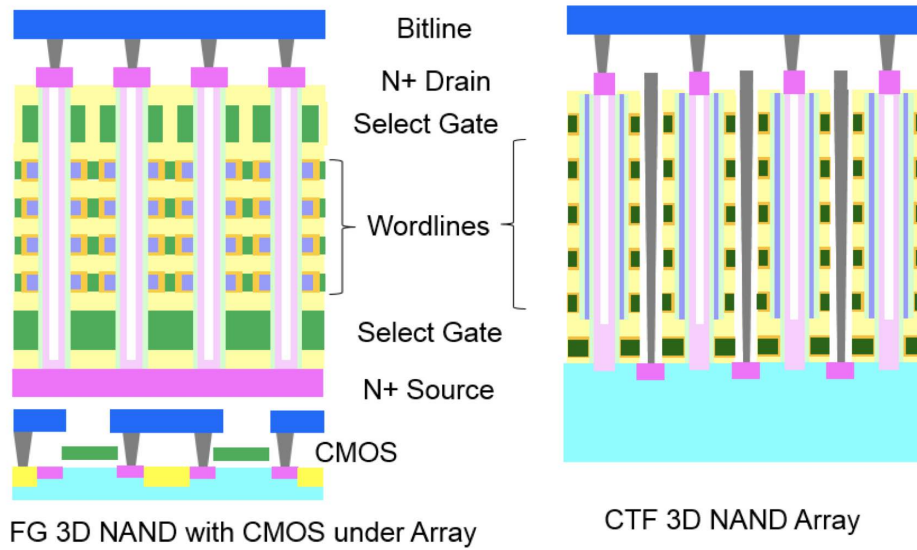 Bitline
N+ Drain
Select Gate
Wordlines
Select Gate
N+ Source
CMOS
FG 3D NAND with CMOS under Array
CTF 3D NAND Array